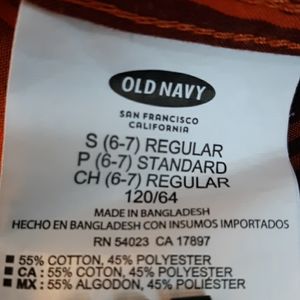 OLD NAVY
SAN FRANCISCO
CALIFORNIA
S (6-7) REGULAR
P (6-7) STANDARD
CH (6-7) REGULAR
120/64
MADE IN BANGLADESH
HECHO EN BANGLADESH CON INSUMOS IMPORTADOS
RN 54023 CA 17897
55% COTTON, 45% POLYESTER
CA : 55% COTON, 45% POLYESTER
MX : 55% ALGODON, 45% POLIÉSTER